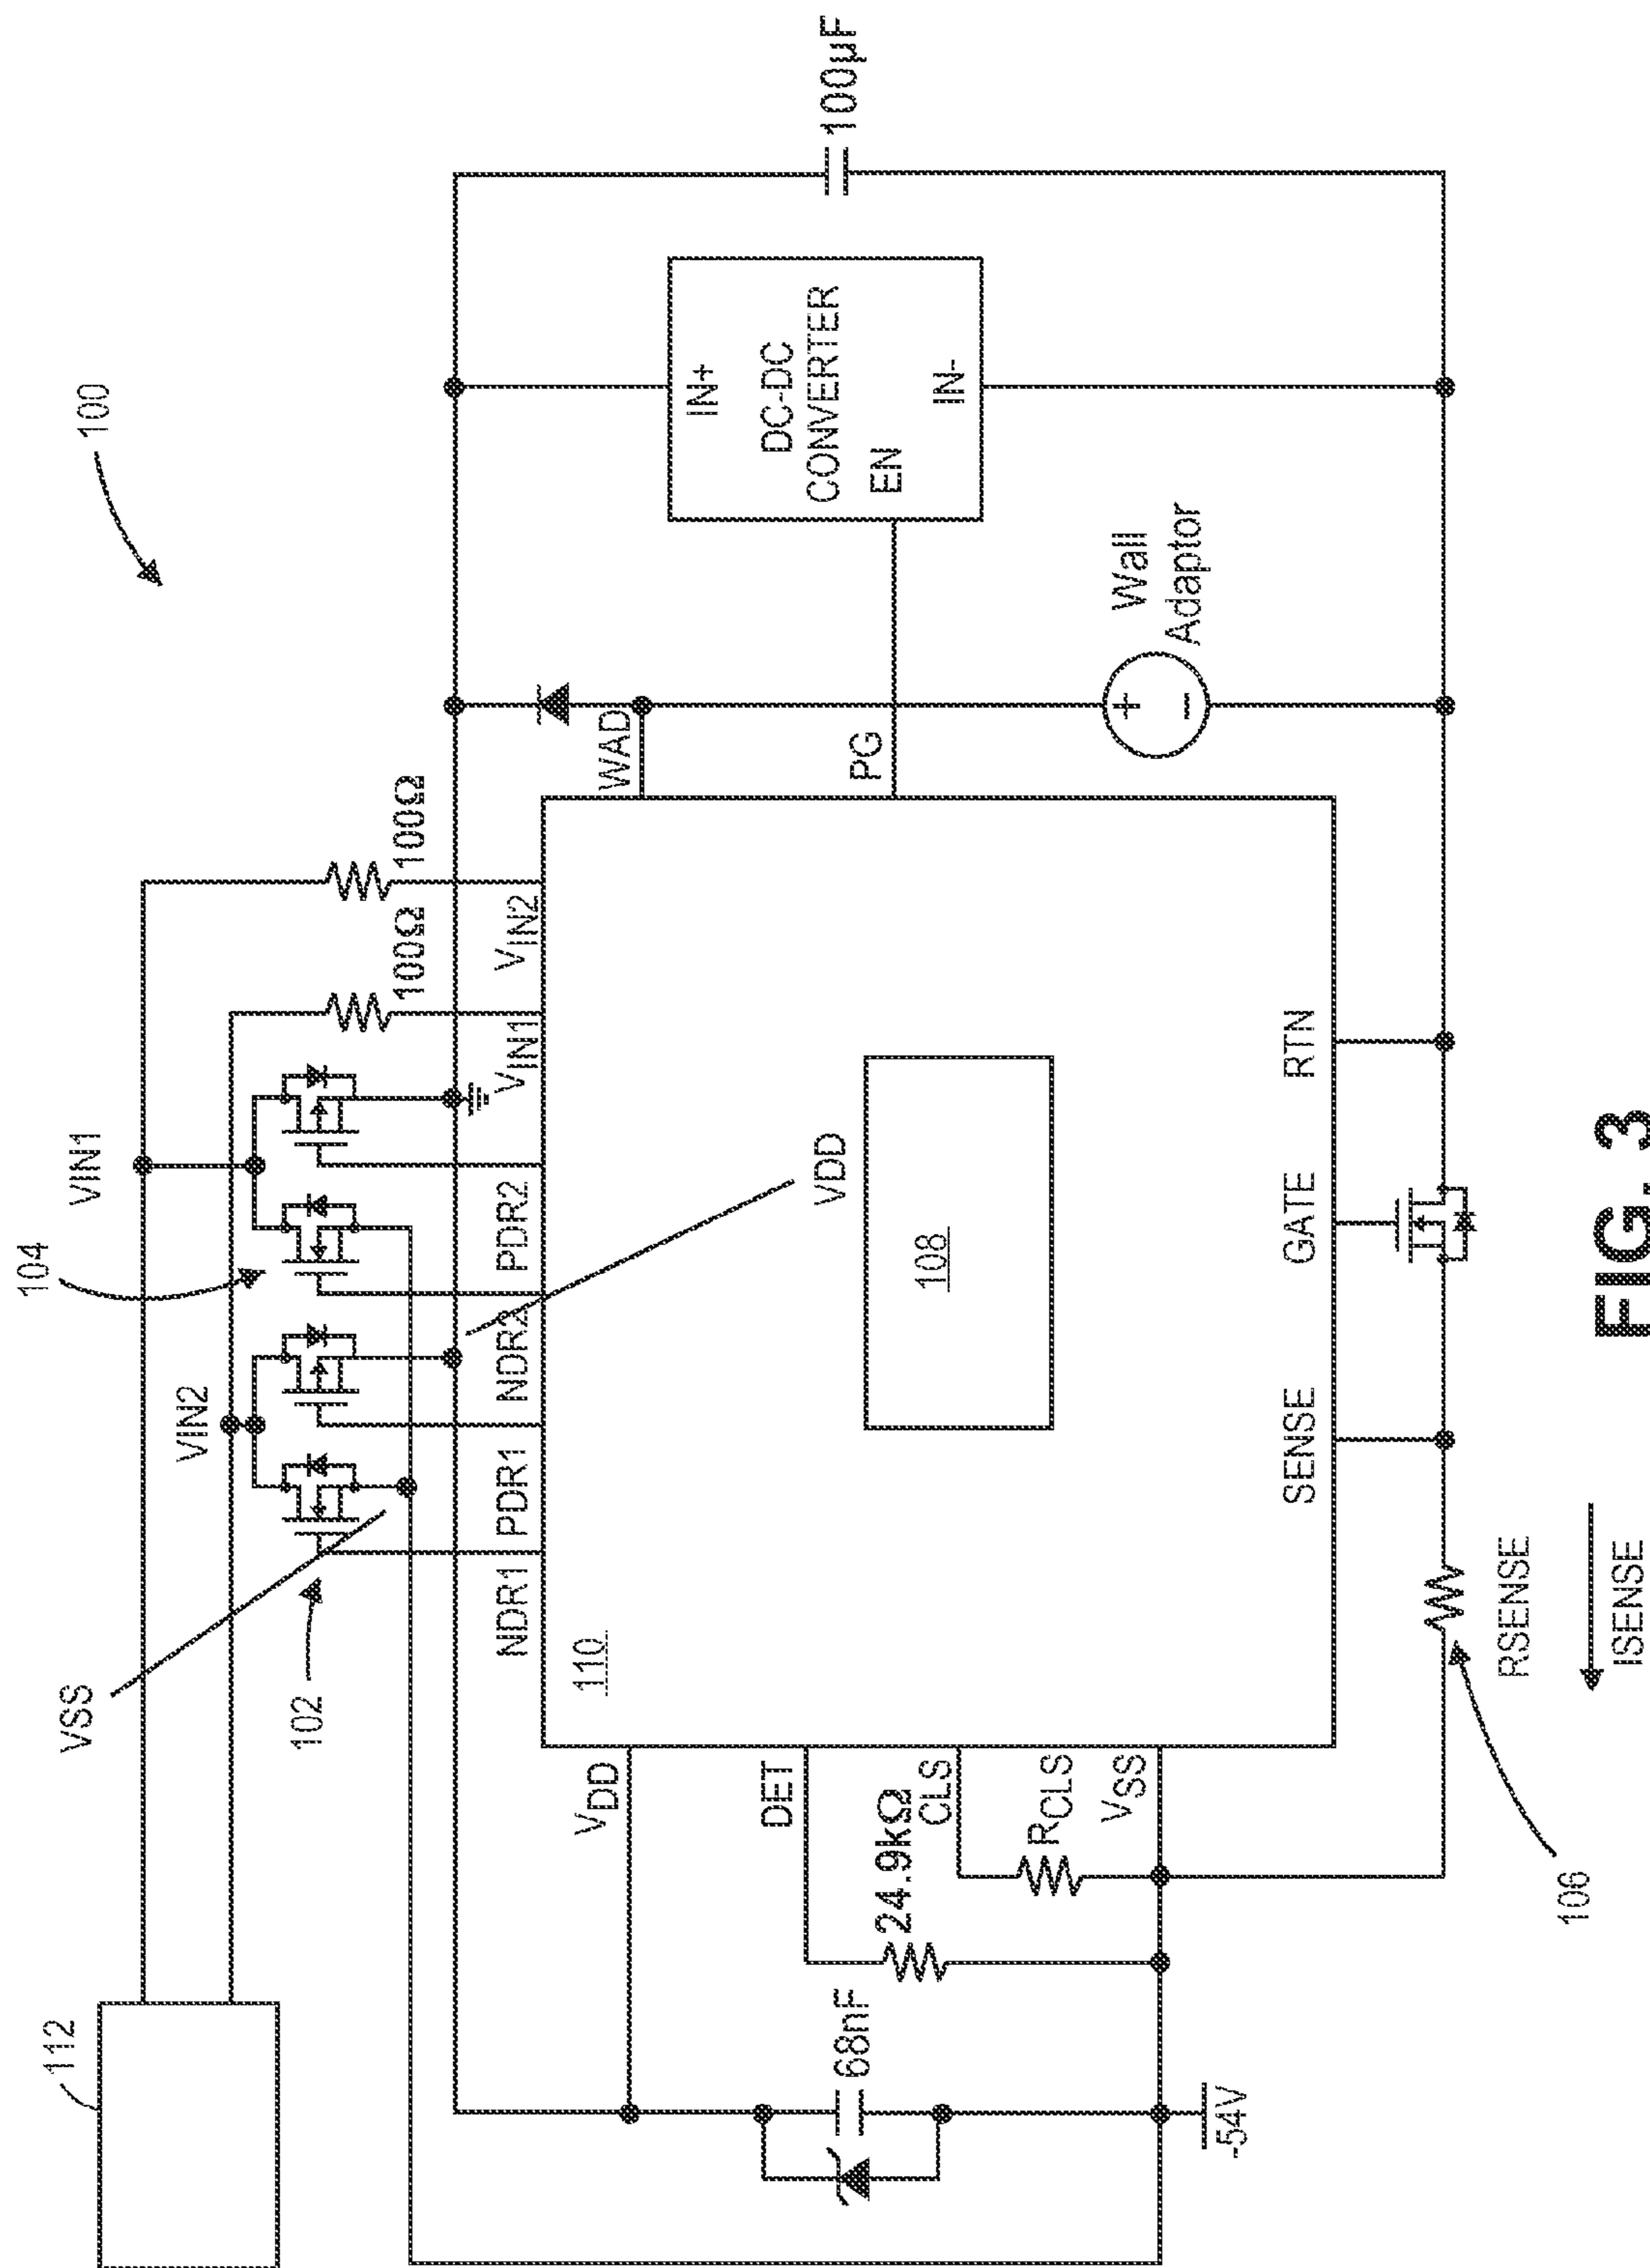 100
112
VIN1
104
VIN2
VSS
102
100Ω
100Ω
NDR1
PDR1
NDR2
PDR2
VIN1
VIN2
WAD
110
VDD
VDD
DET
24.9kΩ
CLS
RCLS
VSS
68nF
-54V
108
PG
IN+
DC-DC
CONVERTER
EN
IN-
100µF
Wall
Adaptor
+
−
SENSE
GATE
RTN
RSENSE
ISENSE
106
FIG. 3